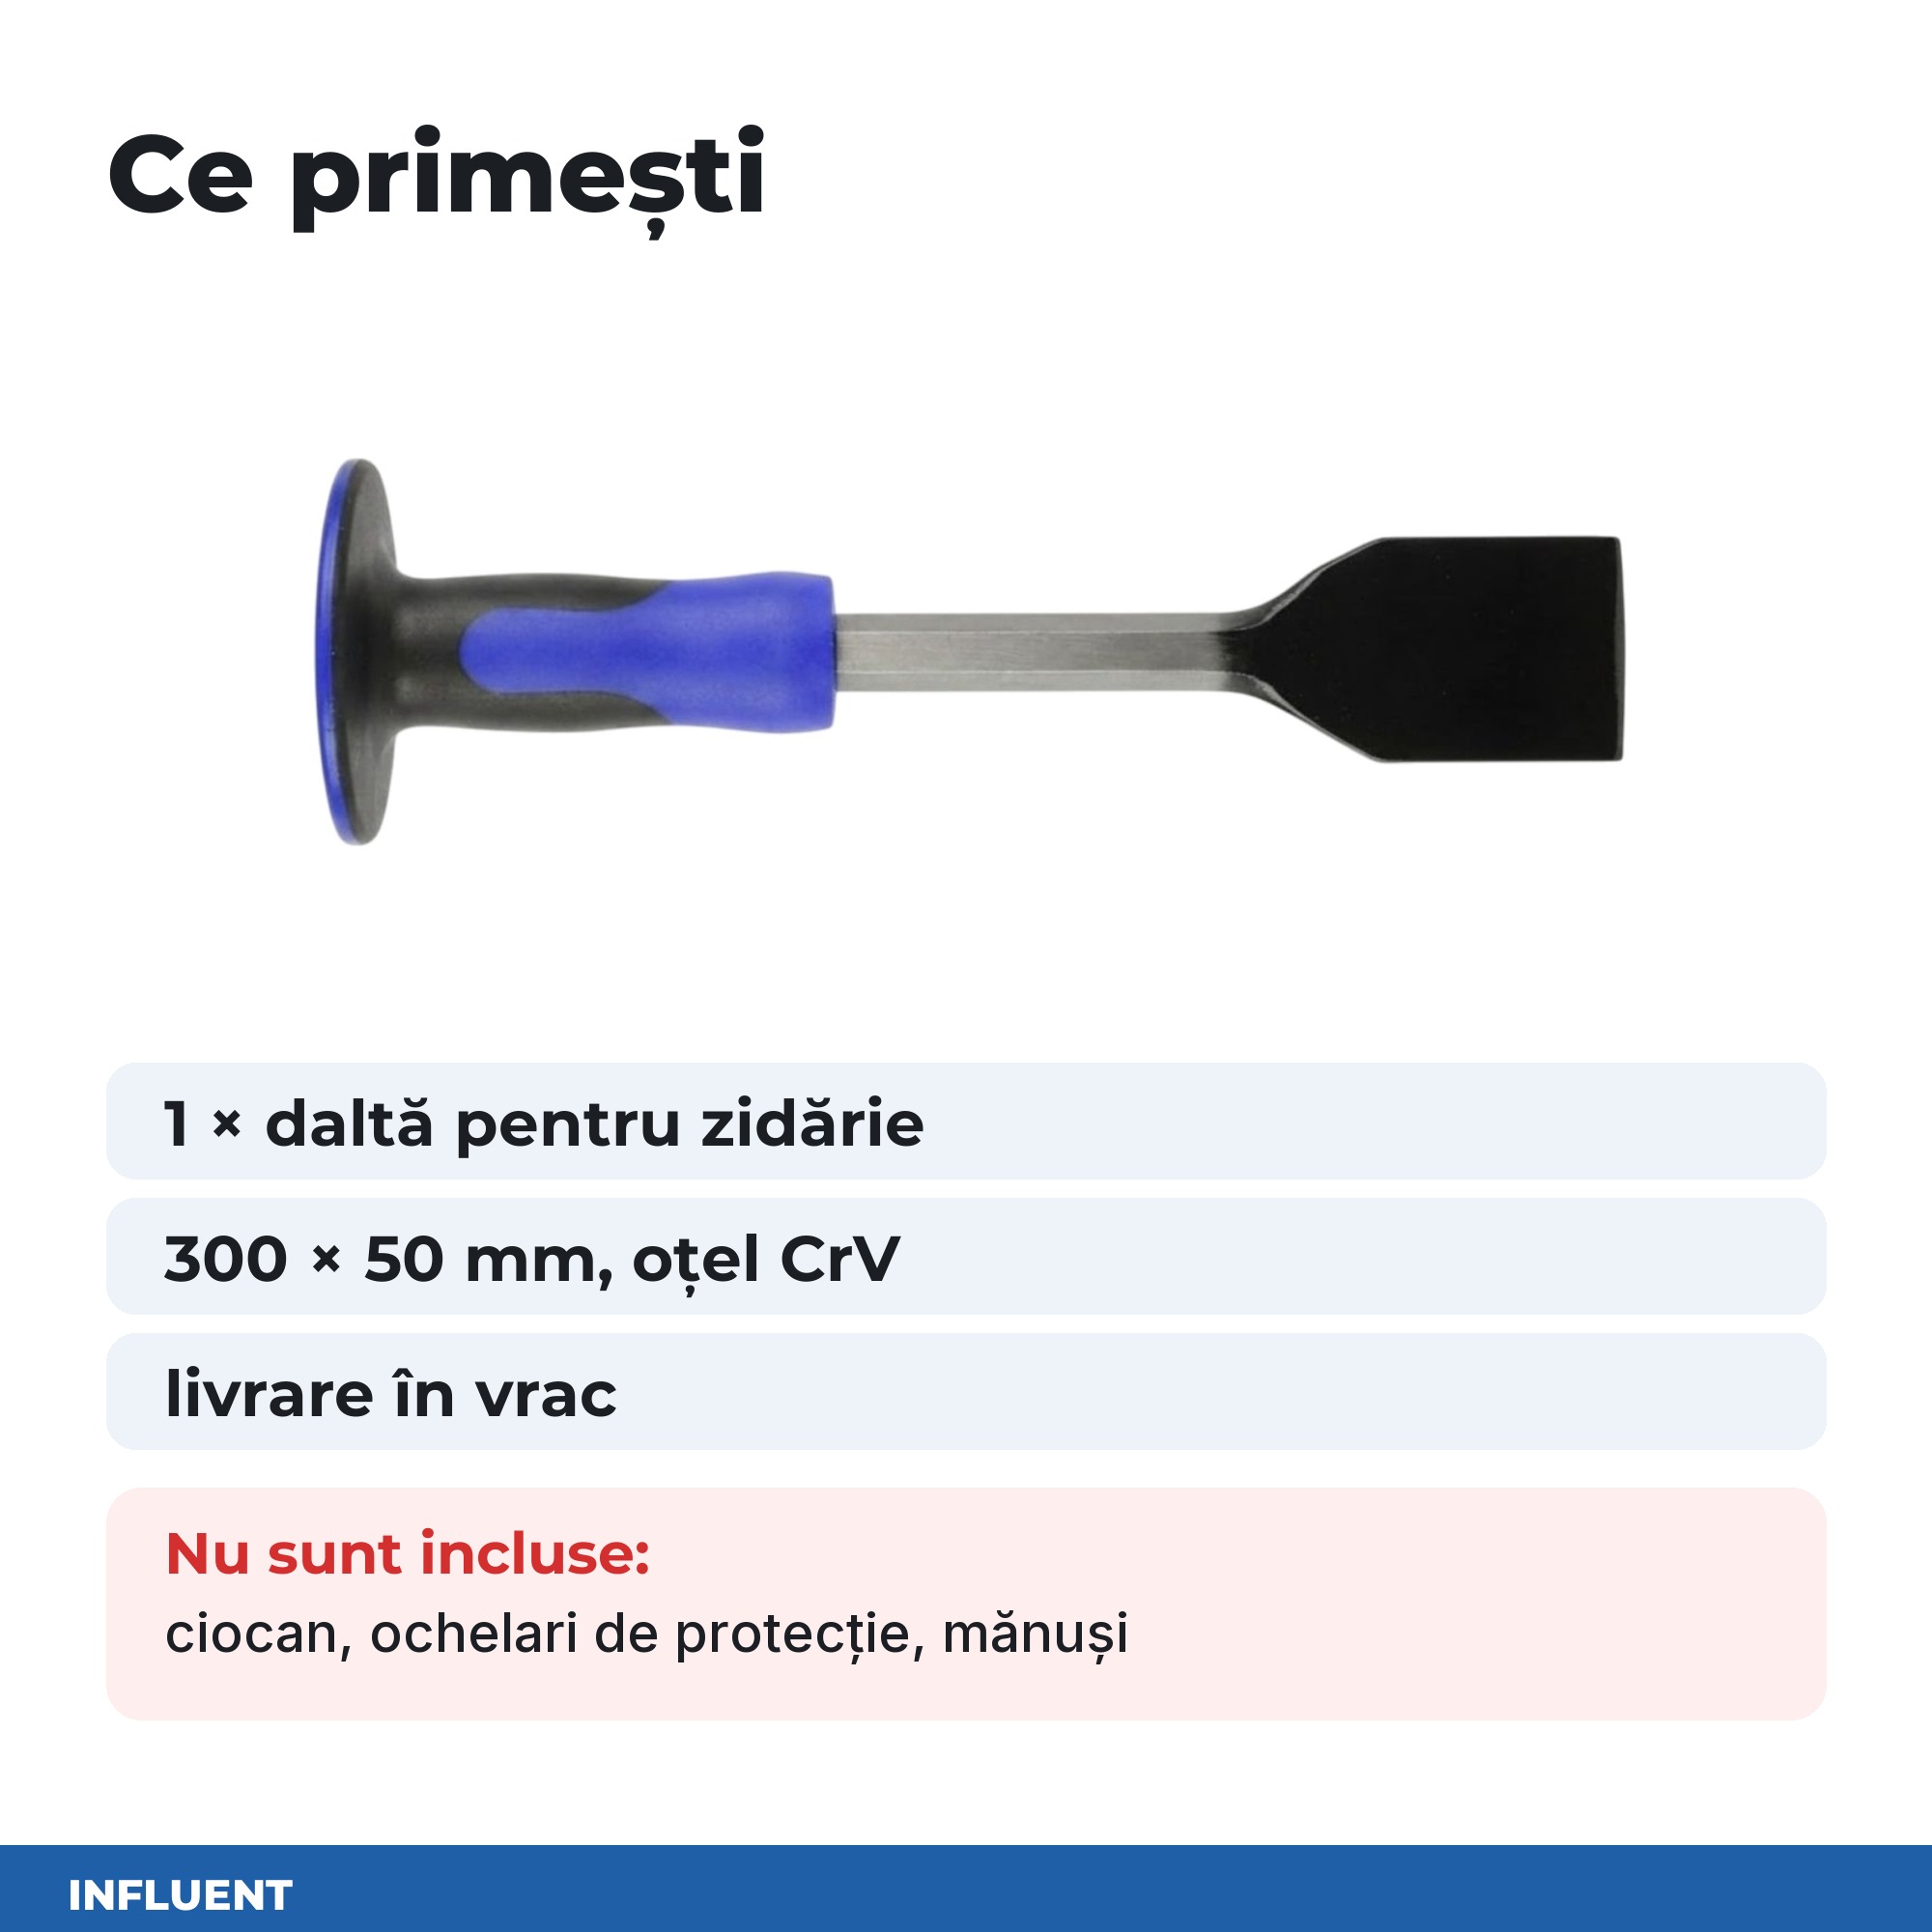 Ce primești
1 × daltă pentru zidărie
300 × 50 mm, oțel CrV
livrare în vrac
Nu sunt incluse:
ciocan, ochelari de protecție, mănuși
INFLUENT